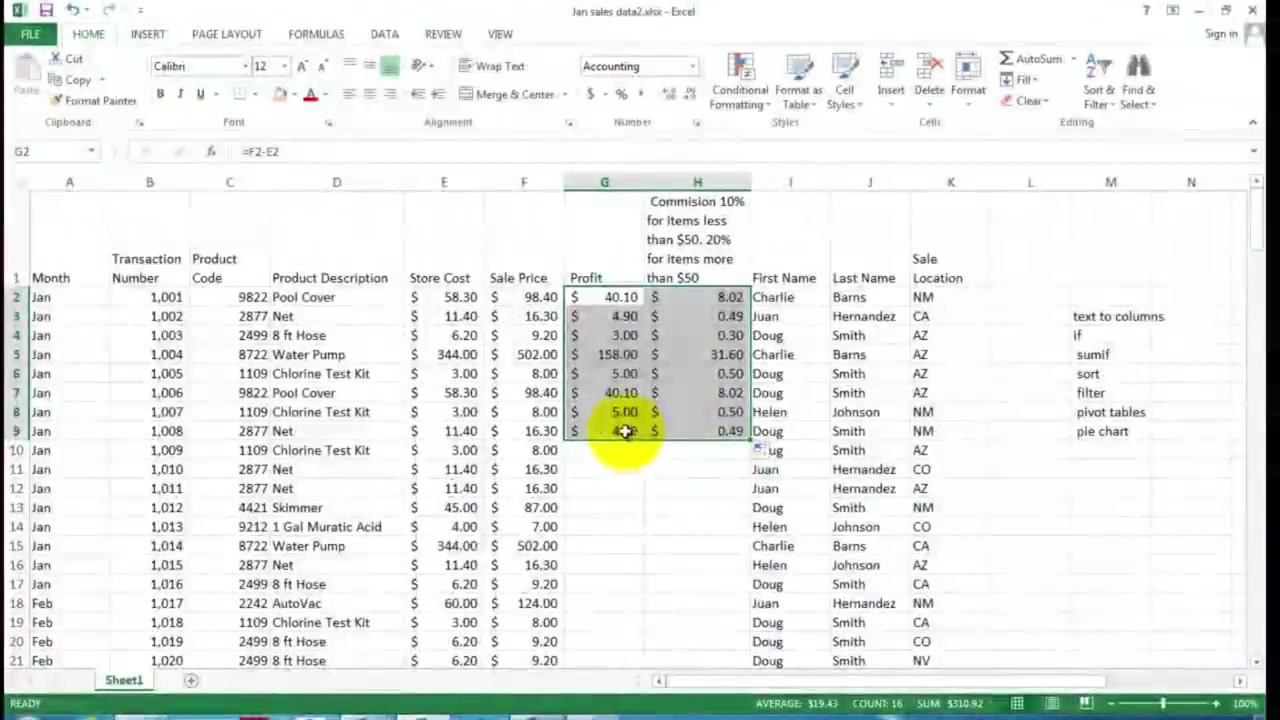 Jan sales data2.xlsx - Excel
?
FILE HOME INSERT PAGE LAYOUT FORMULAS DATA REVIEW VIEW Sign in
Cut
Copy
Format Painter
Paste
Clipboard
Calibri 12
B I U
Font
Wrap Text
Merge & Center
Alignment
Accounting
$ % ,
Number
Conditional Formatting
Format as Table
Cell Styles
Styles
Insert Delete Format
Cells
AutoSum
Fill
Clear
Sort & Filter
Find & Select
Editing
G2 fx =F2-E2
A B C D E F G H I J K L M N
1 Month Transaction Number Product Code Product Description Store Cost Sale Price Profit Commision 10% for Items less than $50. 20% for items more than $50 First Name Last Name Sale Location
2 Jan 1,001 9822 Pool Cover $ 58.30 $ 98.40 $ 40.10 $ 8.02 Charlie Barns NM
3 Jan 1,002 2877 Net $ 11.40 $ 16.30 $ 4.90 $ 0.49 Juan Hernandez CA text to columns
4 Jan 1,003 2499 8 ft Hose $ 6.20 $ 9.20 $ 3.00 $ 0.30 Doug Smith AZ if
5 Jan 1,004 8722 Water Pump $ 344.00 $ 502.00 $ 158.00 $ 31.60 Charlie Barns AZ sumif
6 Jan 1,005 1109 Chlorine Test Kit $ 3.00 $ 8.00 $ 5.00 $ 0.50 Doug Smith AZ sort
7 Jan 1,006 9822 Pool Cover $ 58.30 $ 98.40 $ 40.10 $ 8.02 Doug Smith AZ filter
8 Jan 1,007 1109 Chlorine Test Kit $ 3.00 $ 8.00 $ 5.00 $ 0.50 Helen Johnson NM pivot tables
9 Jan 1,008 2877 Net $ 11.40 $ 16.30 $ $ 0.49 Doug Smith NM pie chart
10 Jan 1,009 1109 Chlorine Test Kit $ 3.00 $ 8.00 Smith AZ
11 Jan 1,010 2877 Net $ 11.40 $ 16.30 Juan Hernandez CO
12 Jan 1,011 2877 Net $ 11.40 $ 16.30 Juan Hernandez AZ
13 Jan 1,012 4421 Skimmer $ 45.00 $ 87.00 Doug Smith NM
14 Jan 1,013 9212 1 Gal Muratic Acid $ 4.00 $ 7.00 Helen Johnson CO
15 Jan 1,014 8722 Water Pump $ 344.00 $ 502.00 Charlie Barns CA
16 Jan 1,015 2877 Net $ 11.40 $ 16.30 Helen Johnson AZ
17 Jan 1,016 2499 8 ft Hose $ 6.20 $ 9.20 Doug Smith CA
18 Feb 1,017 2242 AutoVac $ 60.00 $ 124.00 Juan Hernandez NM
19 Feb 1,018 1109 Chlorine Test Kit $ 3.00 $ 8.00 Doug Smith CA
20 Feb 1,019 2499 8 ft Hose $ 6.20 $ 9.20 Doug Smith CO
21 Feb 1,020 2499 8 ft Hose $ 6.20 $ 9.20 Doug Smith NV
Sheet1
READY AVERAGE: $19.43 COUNT: 16 SUM: $310.92 100%